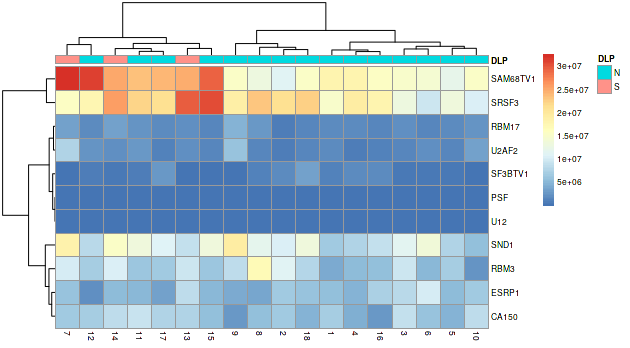 DLP
SAM68TV1
SRSF3
RBM17
U2AF2
SF3BTV1
PSF
U12
SND1
RBM3
ESRP1
CA150
7 12 14 11 17 13 15 9 8 2 18 1 4 16 3 6 5 10
3e+07
2.5e+07
2e+07
1.5e+07
1e+07
5e+06
DLP
N
S